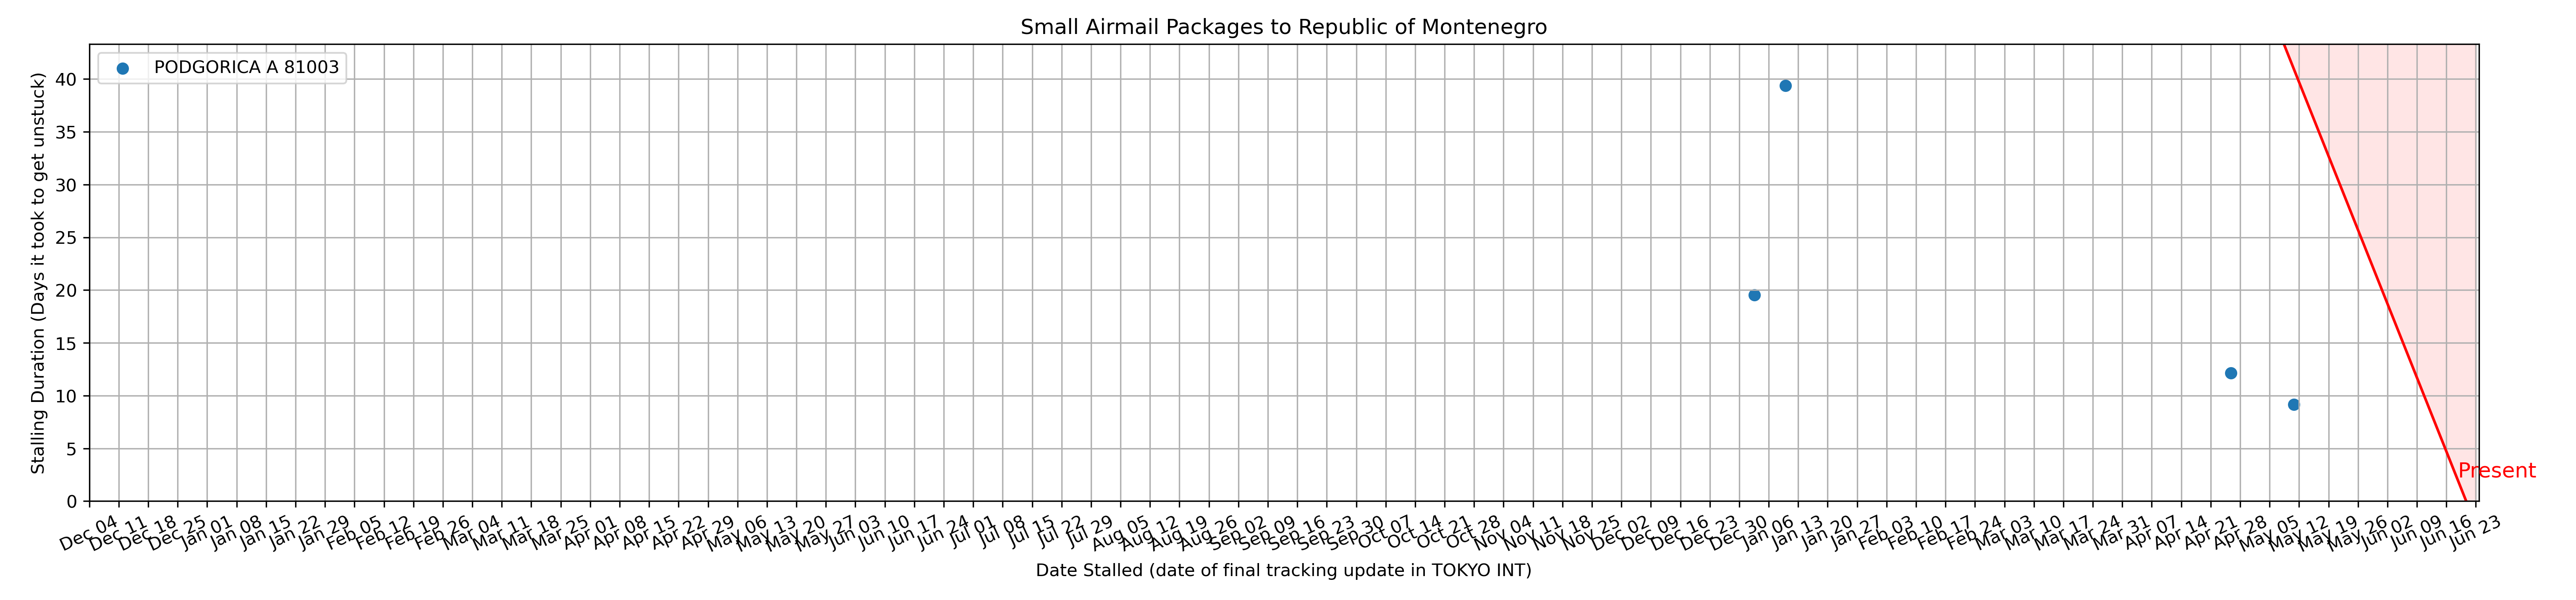 Small Airmail Packages to Republic of Montenegro
PODGORICA A 81003
Stalling Duration (Days it took to get unstuck)
40
35
30
25
20
15
10
5
0
Present
Dec 04
Dec 11
Dec 18
Dec 25
Jan 01
Jan 08
Jan 15
Jan 22
Jan 29
Feb 05
Feb 12
Feb 19
Feb 26
Mar 04
Mar 11
Mar 18
Mar 25
Apr 01
Apr 08
Apr 15
Apr 22
Apr 29
May 06
May 13
May 20
May 27
Jun 03
Jun 10
Jun 17
Jun 24
Jul 01
Jul 08
Jul 15
Jul 22
Jul 29
Aug 05
Aug 12
Aug 19
Aug 26
Sep 02
Sep 09
Sep 16
Sep 23
Sep 30
Oct 07
Oct 14
Oct 21
Oct 28
Nov 04
Nov 11
Nov 18
Nov 25
Dec 02
Dec 09
Dec 16
Dec 23
Dec 30
Jan 06
Jan 13
Jan 20
Jan 27
Feb 03
Feb 10
Feb 17
Feb 24
Mar 03
Mar 10
Mar 17
Mar 24
Mar 31
Apr 07
Apr 14
Apr 21
Apr 28
May 05
May 12
May 19
May 26
Jun 02
Jun 09
Jun 16
Jun 23
Date Stalled (date of final tracking update in TOKYO INT)